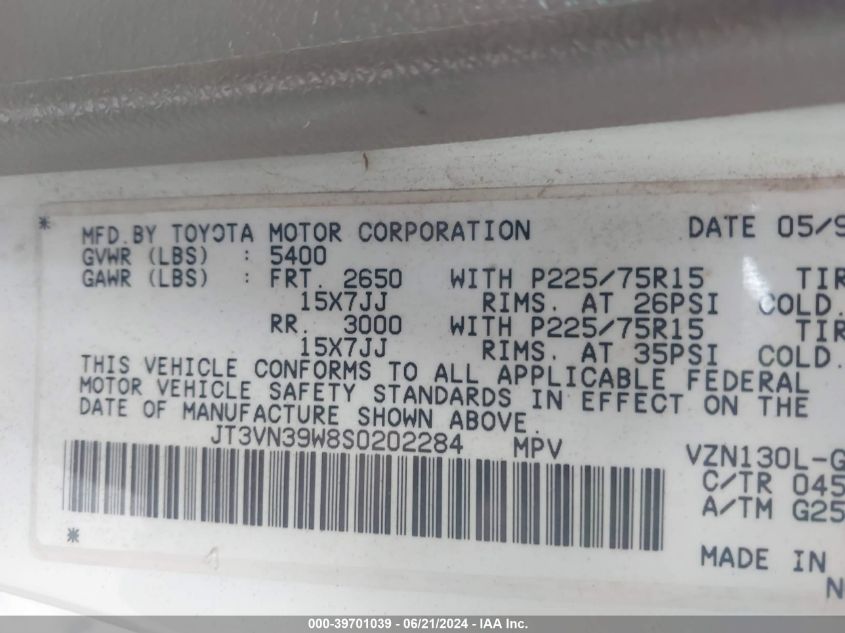 * MFD. BY TOYOTA MOTOR CORPORATION DATE 05/9
GVWR (LBS) : 5400
GAWR (LBS) : FRT. 2650 WITH P225/75R15 TIR
15X7JJ RIMS. AT 26PSI COLD.
RR. 3000 WITH P225/75R15 TIR
15X7JJ RIMS. AT 35PSI COLD.
THIS VEHICLE CONFORMS TO ALL APPLICABLE FEDERAL
MOTOR VEHICLE SAFETY STANDARDS IN EFFECT ON THE
DATE OF MANUFACTURE SHOWN ABOVE.
JT3VN39W8S0202284 MPV VZN130L-G
C/TR 045
A/TM G25
*
MADE IN
N
000-39701039 - 06/21/2024 - IAA Inc.